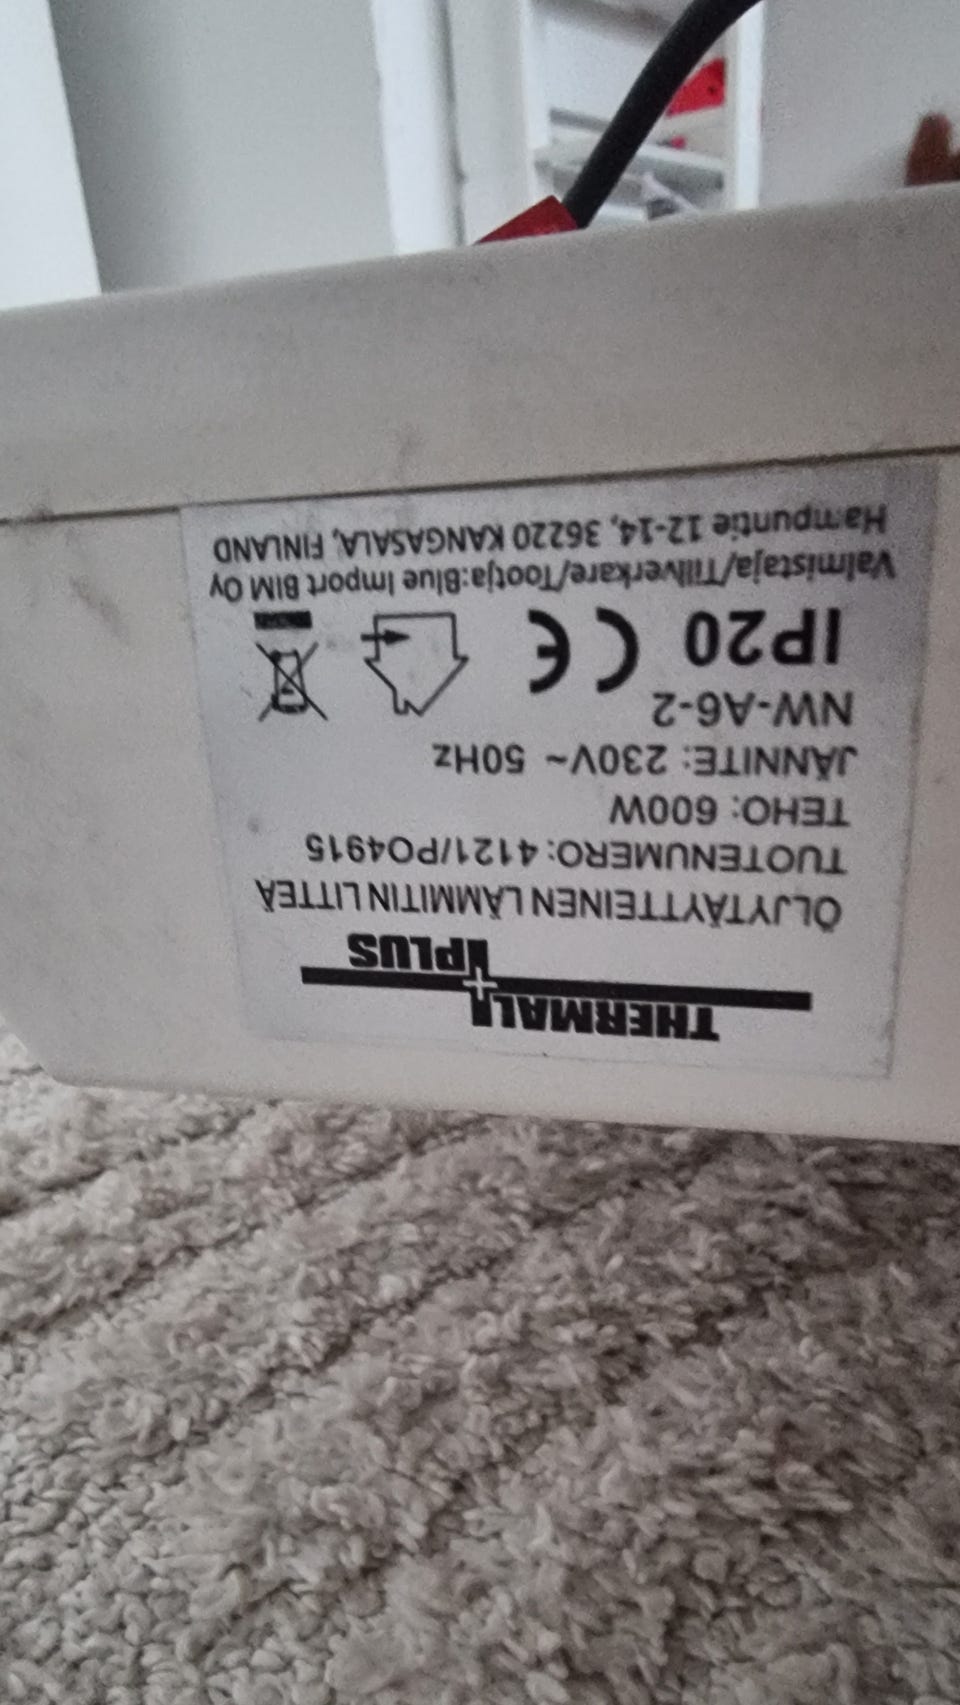 THERMAL
PLUS
ÖLJYTÄYTTEINEN LÄMMITIN LITTEÄ
TUOTENUMERO: 4121/PO4915
TEHO: 600W
JÄNNITE: 230V~ 50Hz
NW-A6-2
IP20 CE
Valmistaja/Tillverkare/Tootja:Blue Import BIM Oy
Hampuntie 12-14, 36220 KANGASALA, FINLAND